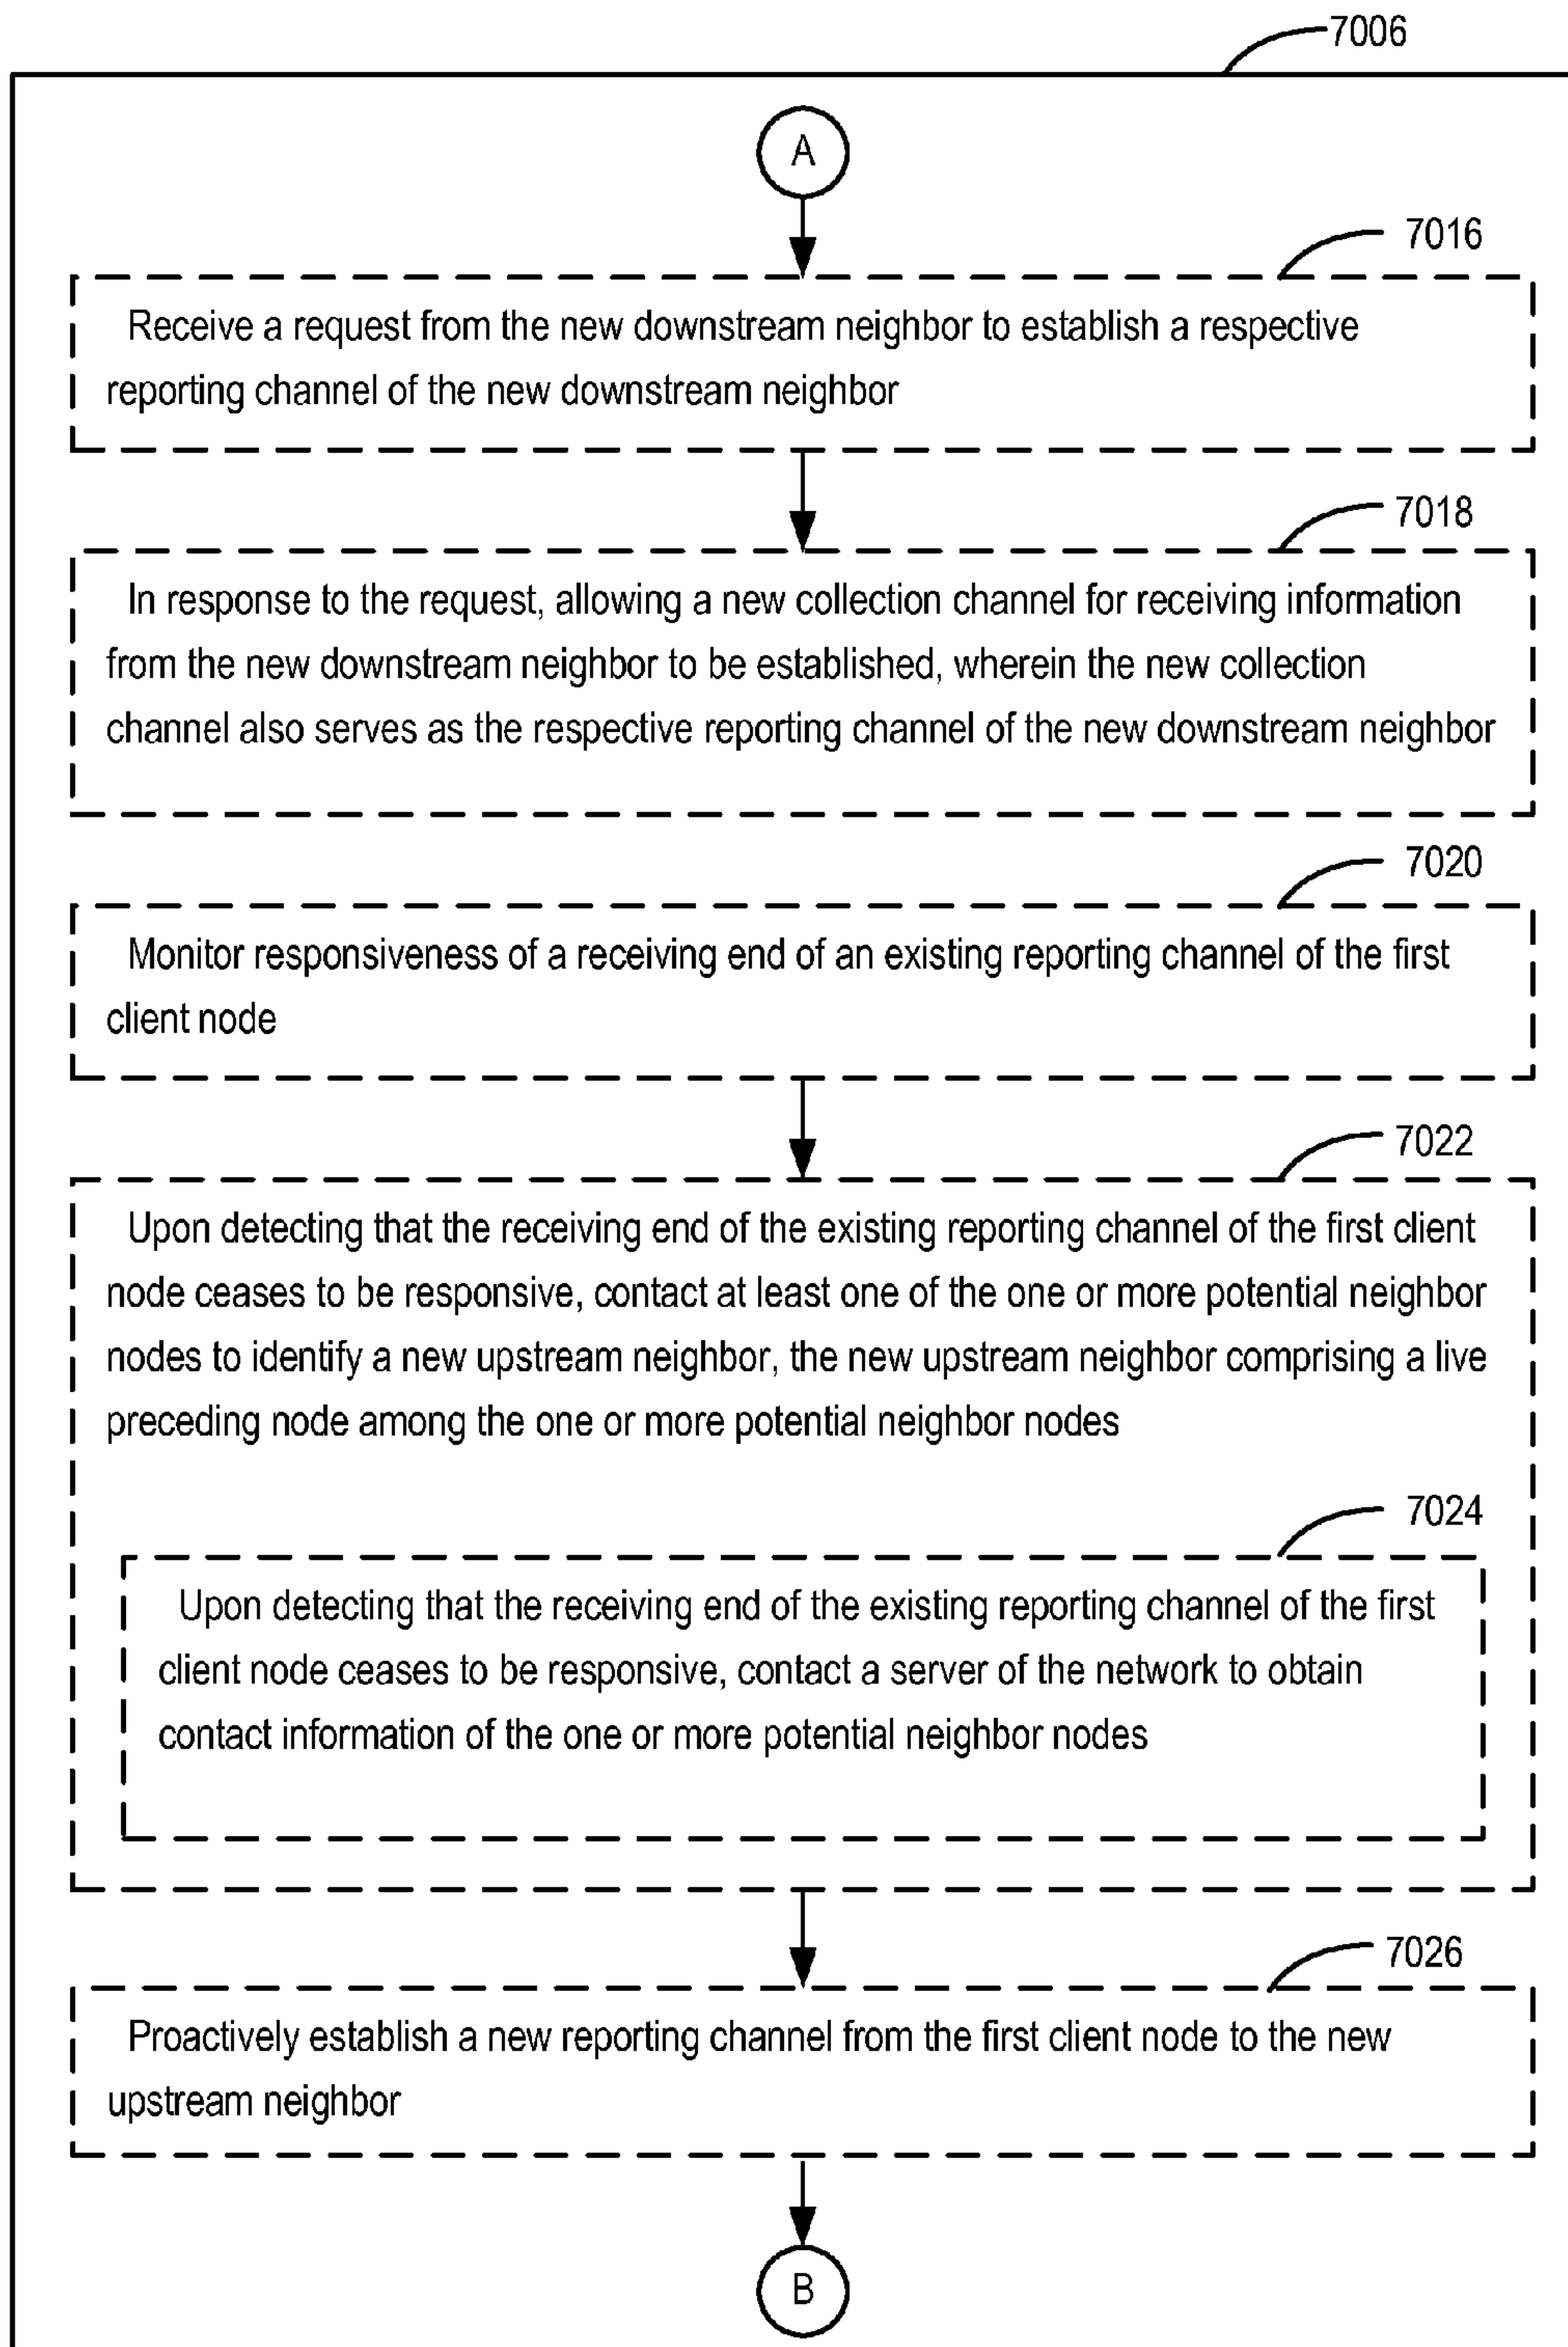 7006
A
7016
Receive a request from the new downstream neighbor to establish a respective
reporting channel of the new downstream neighbor
7018
In response to the request, allowing a new collection channel for receiving information
from the new downstream neighbor to be established, wherein the new collection
channel also serves as the respective reporting channel of the new downstream neighbor
7020
Monitor responsiveness of a receiving end of an existing reporting channel of the first
client node
7022
Upon detecting that the receiving end of the existing reporting channel of the first client
node ceases to be responsive, contact at least one of the one or more potential neighbor
nodes to identify a new upstream neighbor, the new upstream neighbor comprising a live
preceding node among the one or more potential neighbor nodes
7024
Upon detecting that the receiving end of the existing reporting channel of the first
client node ceases to be responsive, contact a server of the network to obtain
contact information of the one or more potential neighbor nodes
7026
Proactively establish a new reporting channel from the first client node to the new
upstream neighbor
B